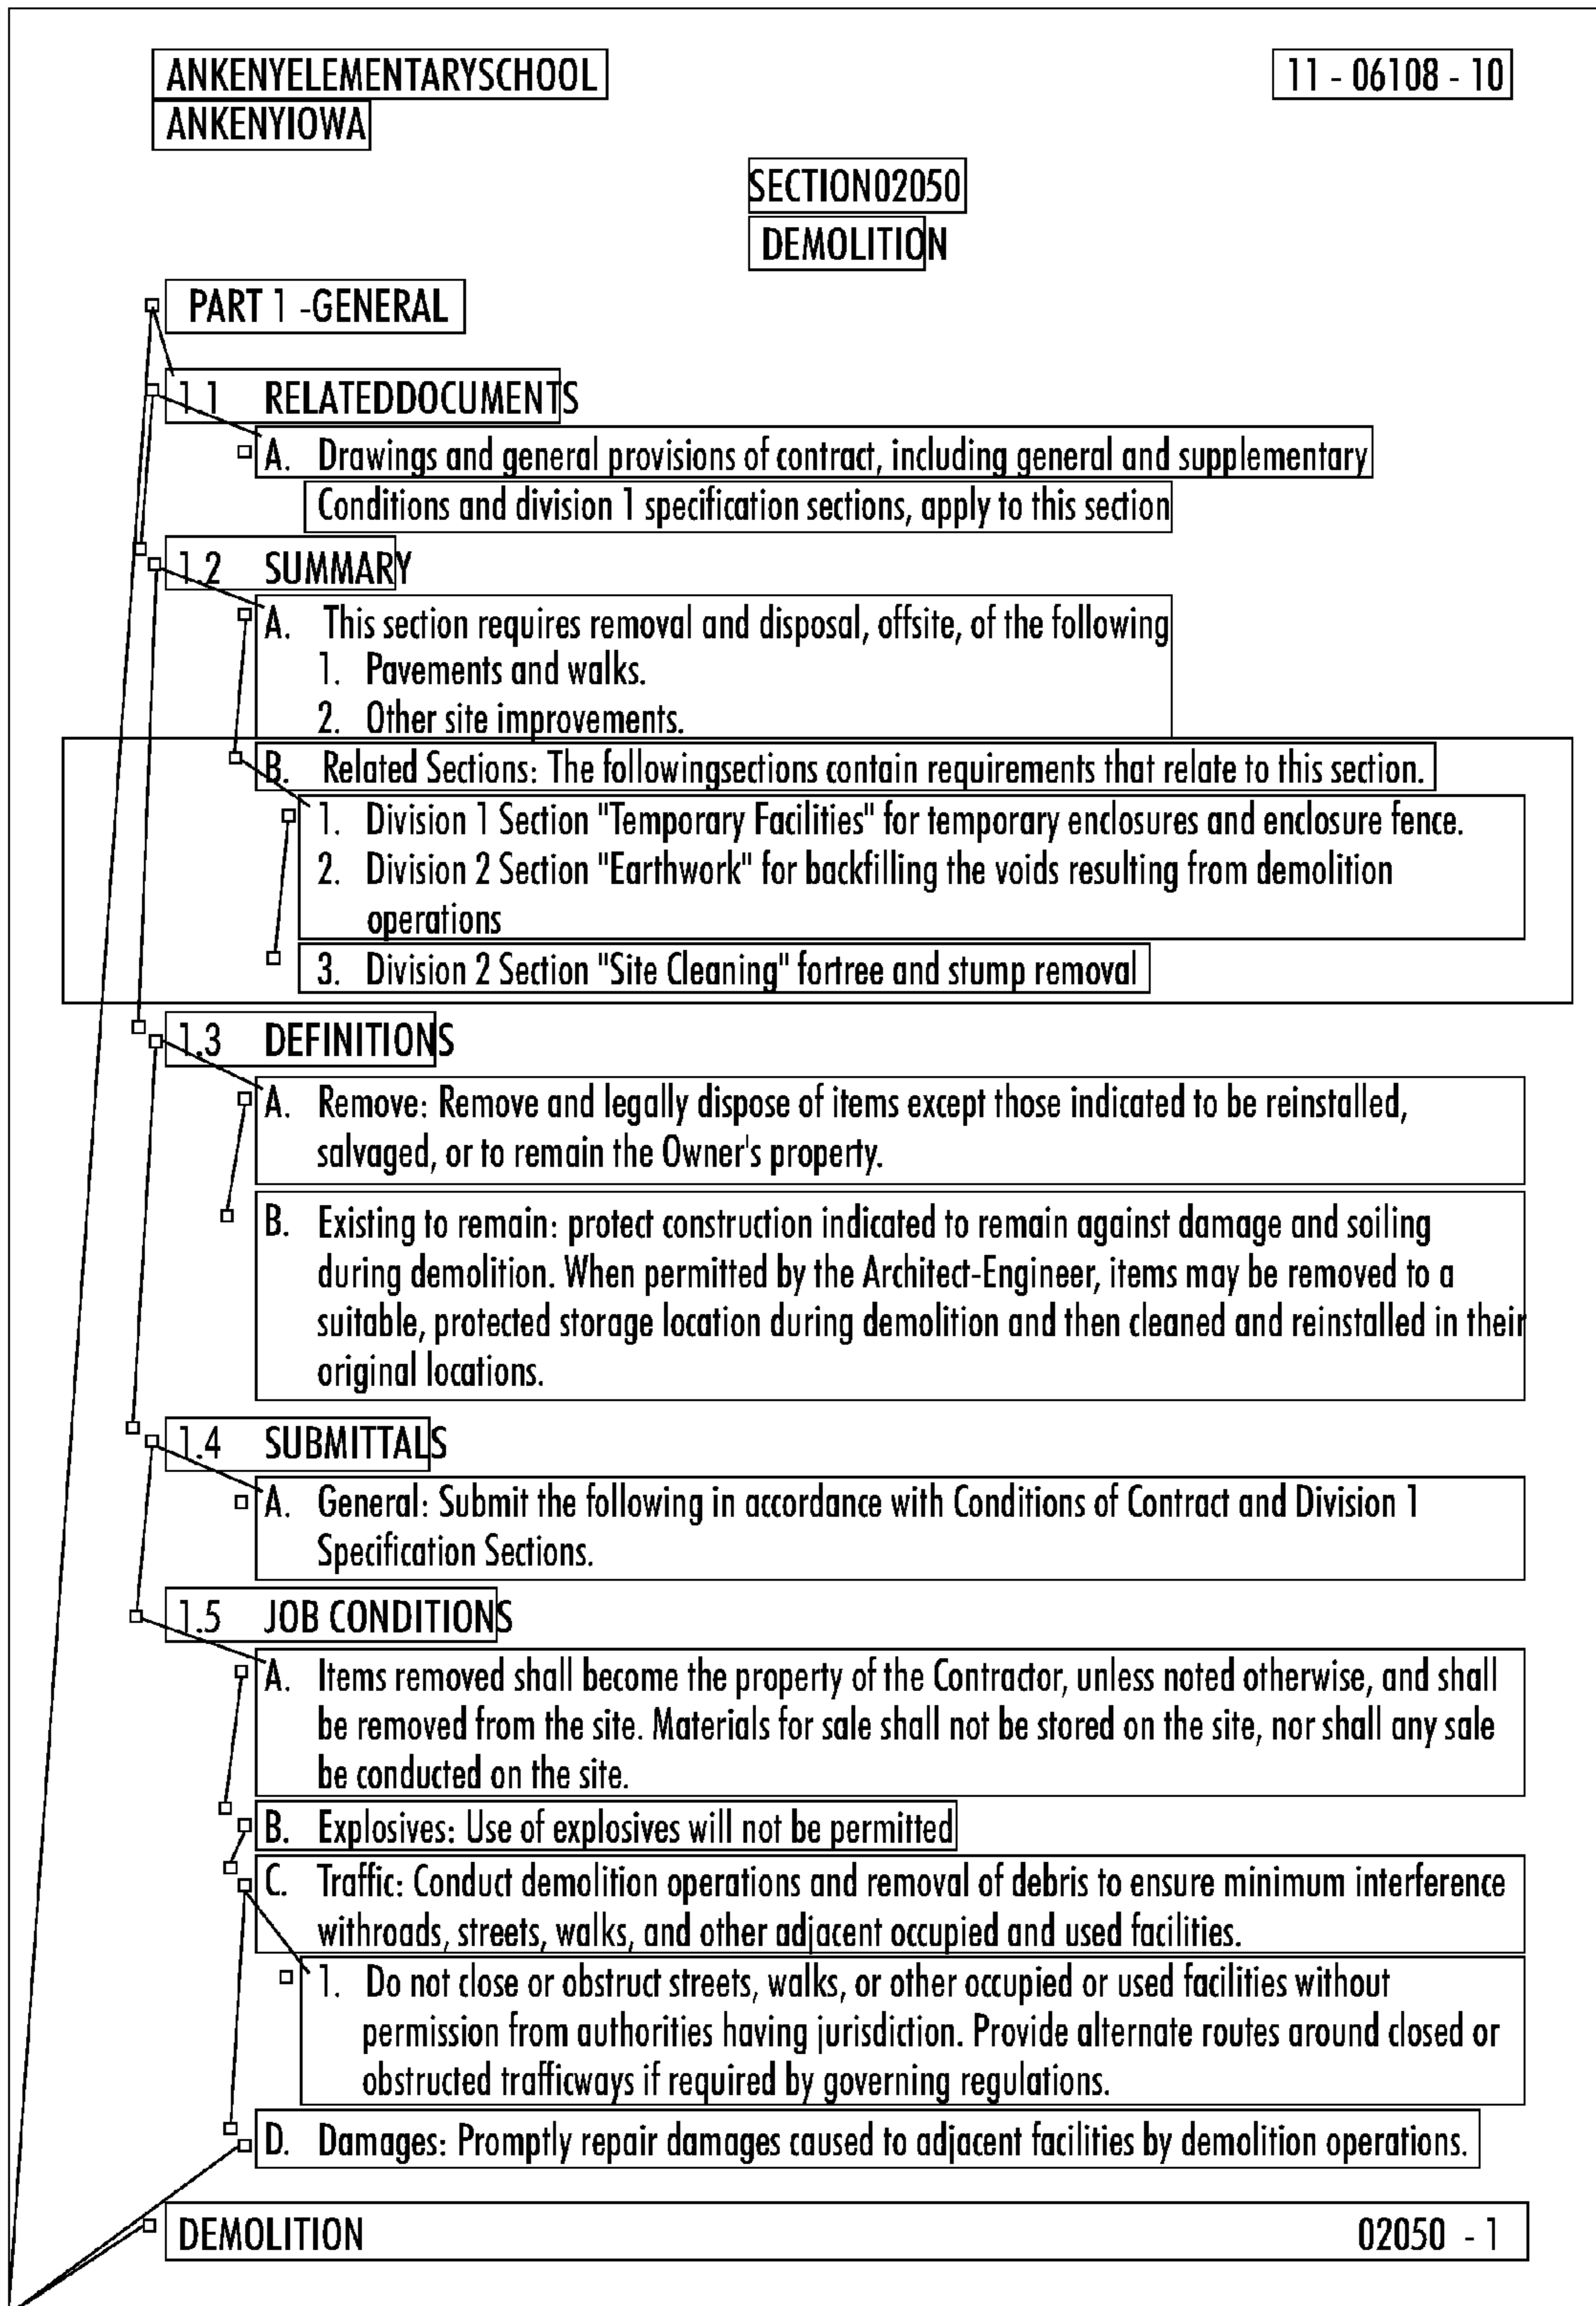 ANKENYELEMENTARYSCHOOL 11 - 06108 - 10
ANKENYIOWA
SECTION02050
DEMOLITION
PART 1 -GENERAL
1.1 RELATEDDOCUMENTS
A. Drawings and general provisions of contract, including general and supplementary
Conditions and division 1 specification sections, apply to this section
1.2 SUMMARY
A. This section requires removal and disposal, offsite, of the following
1. Pavements and walks.
2. Other site improvements.
B. Related Sections: The followingsections contain requirements that relate to this section.
1. Division 1 Section "Temporary Facilities" for temporary enclosures and enclosure fence.
2. Division 2 Section "Earthwork" for backfilling the voids resulting from demolition
operations
3. Division 2 Section "Site Cleaning" fortree and stump removal
1.3 DEFINITIONS
A. Remove: Remove and legally dispose of items except those indicated to be reinstalled,
salvaged, or to remain the Owner's property.
B. Existing to remain: protect construction indicated to remain against damage and soiling
during demolition. When permitted by the Architect-Engineer, items may be removed to a
suitable, protected storage location during demolition and then cleaned and reinstalled in their
original locations.
1.4 SUBMITTALS
A. General: Submit the following in accordance with Conditions of Contract and Division 1
Specification Sections.
1.5 JOB CONDITIONS
A. Items removed shall become the property of the Contractor, unless noted otherwise, and shall
be removed from the site. Materials for sale shall not be stored on the site, nor shall any sale
be conducted on the site.
B. Explosives: Use of explosives will not be permitted
C. Traffic: Conduct demolition operations and removal of debris to ensure minimum interference
withroads, streets, walks, and other adjacent occupied and used facilities.
1. Do not close or obstruct streets, walks, or other occupied or used facilities without
permission from authorities having jurisdiction. Provide alternate routes around closed or
obstructed trafficways if required by governing regulations.
D. Damages: Promptly repair damages caused to adjacent facilities by demolition operations.
DEMOLITION 02050 - 1